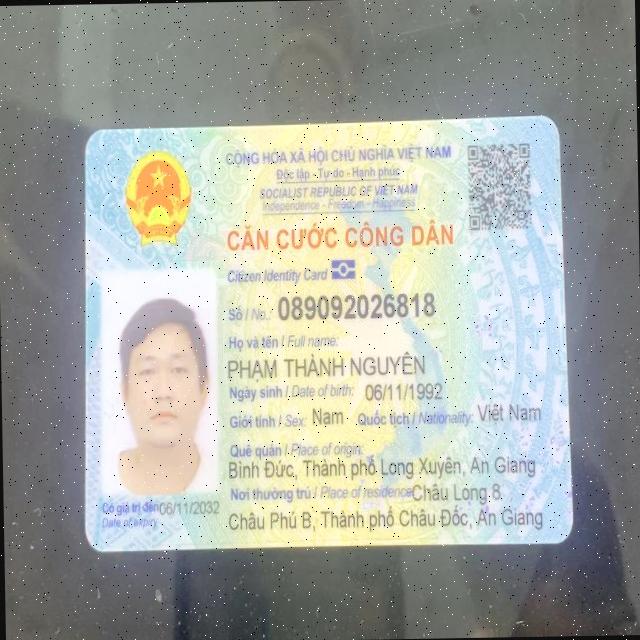 CỘNG HÒA XÃ HỘI CHỦ NGHĨA VIỆT NAM
Độc lập - Tự do - Hạnh phúc
SOCIALIST REPUBLIC OF VIET NAM
Independence - Freedom - Happiness
CĂN CƯỚC CÔNG DÂN
Citizen Identity Card
Số / No.: 089092026818
Họ và tên / Full name:
PHẠM THÀNH NGUYÊN
Ngày sinh / Date of birth: 06/11/1992
Giới tính / Sex: Nam Quốc tịch / Nationality: Việt Nam
Quê quán / Place of origin:
Bình Đức, Thành phố Long Xuyên, An Giang
Nơi thường trú / Place of residence Châu Long 8
Châu Phú B, Thành phố Châu Đốc, An Giang
Có giá trị đến 06/11/2032
Date of expiry